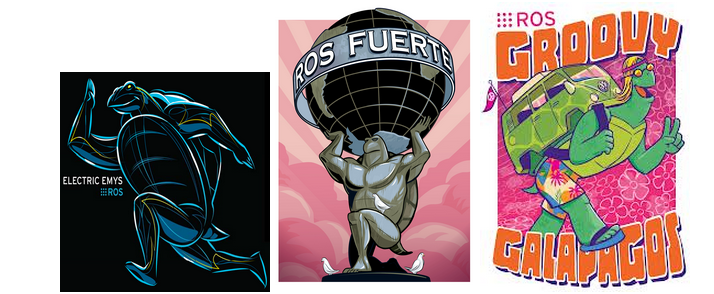 ELECTRIC EMYS
ROS
ROS FUERTE
ROS
GROOVY
GALAPAGOS